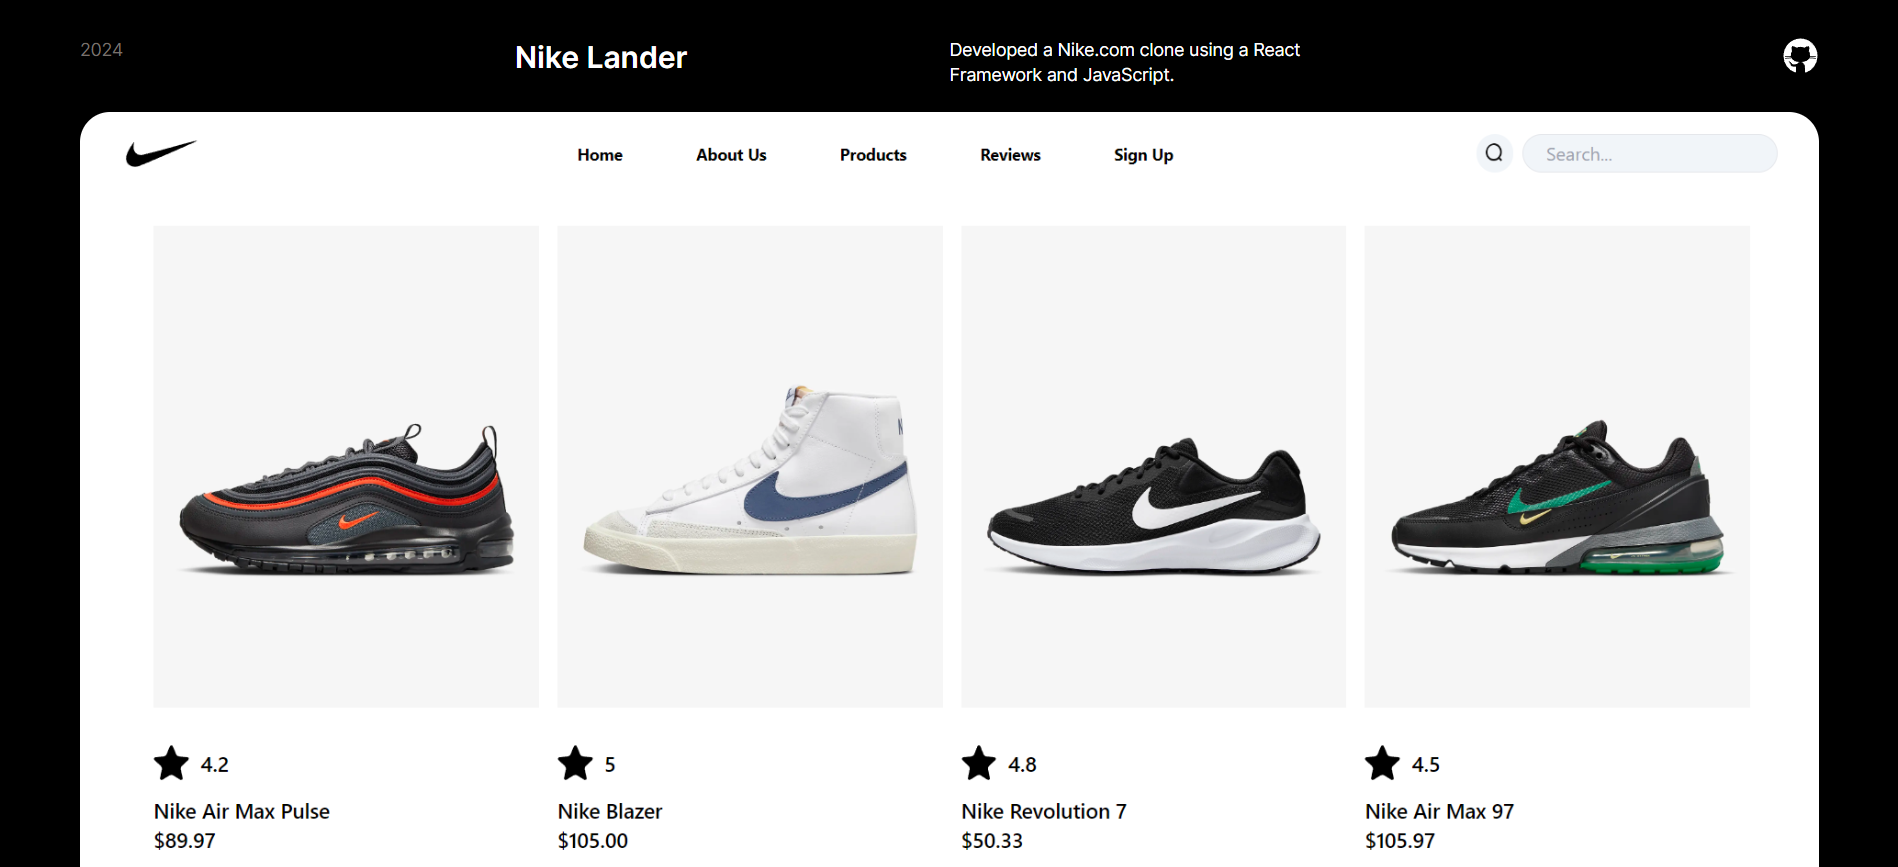 2024
Nike Lander
Developed a Nike.com clone using a React
Framework and JavaScript.
Home About Us Products Reviews Sign Up
Search...
4.2
5
4.8
4.5
Nike Air Max Pulse
$89.97
Nike Blazer
$105.00
Nike Revolution 7
$50.33
Nike Air Max 97
$105.97